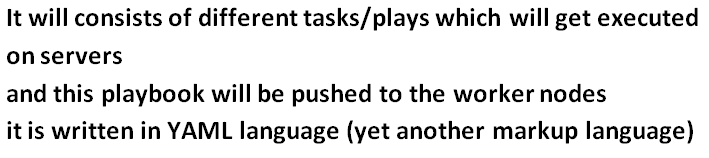 It will consists of different tasks/plays which will get executed
on servers
and this playbook will be pushed to the worker nodes
it is written in YAML language (yet another markup language)